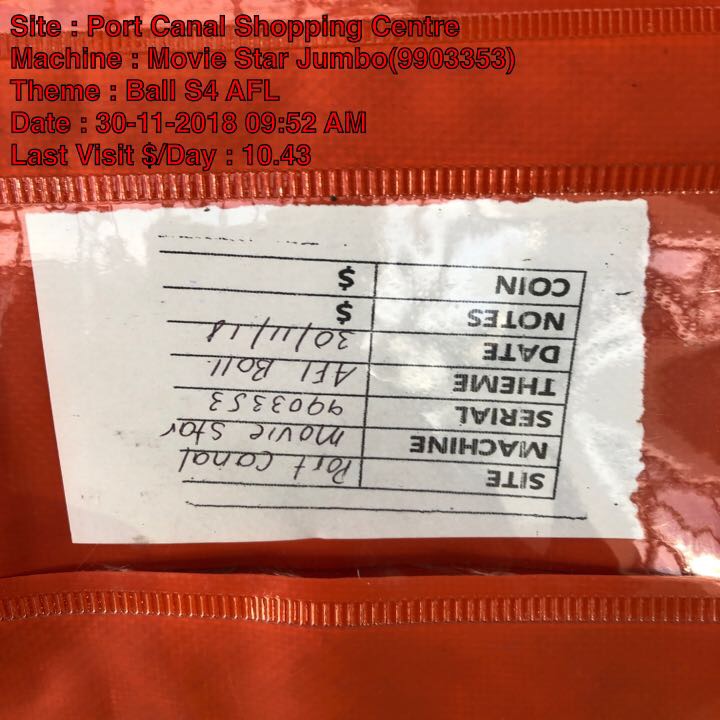 Site : Port Canal Shopping Centre
Machine : Movie Star Jumbo(9903353)
Theme : Ball S4 AFL
Date : 30-11-2018 09:52 AM
Last Visit $/Day : 10.43
SITE Port canal
MACHINE movie star
SERIAL 9903353
THEME AFL Ball
DATE 30/11/18
NOTES $
COIN $